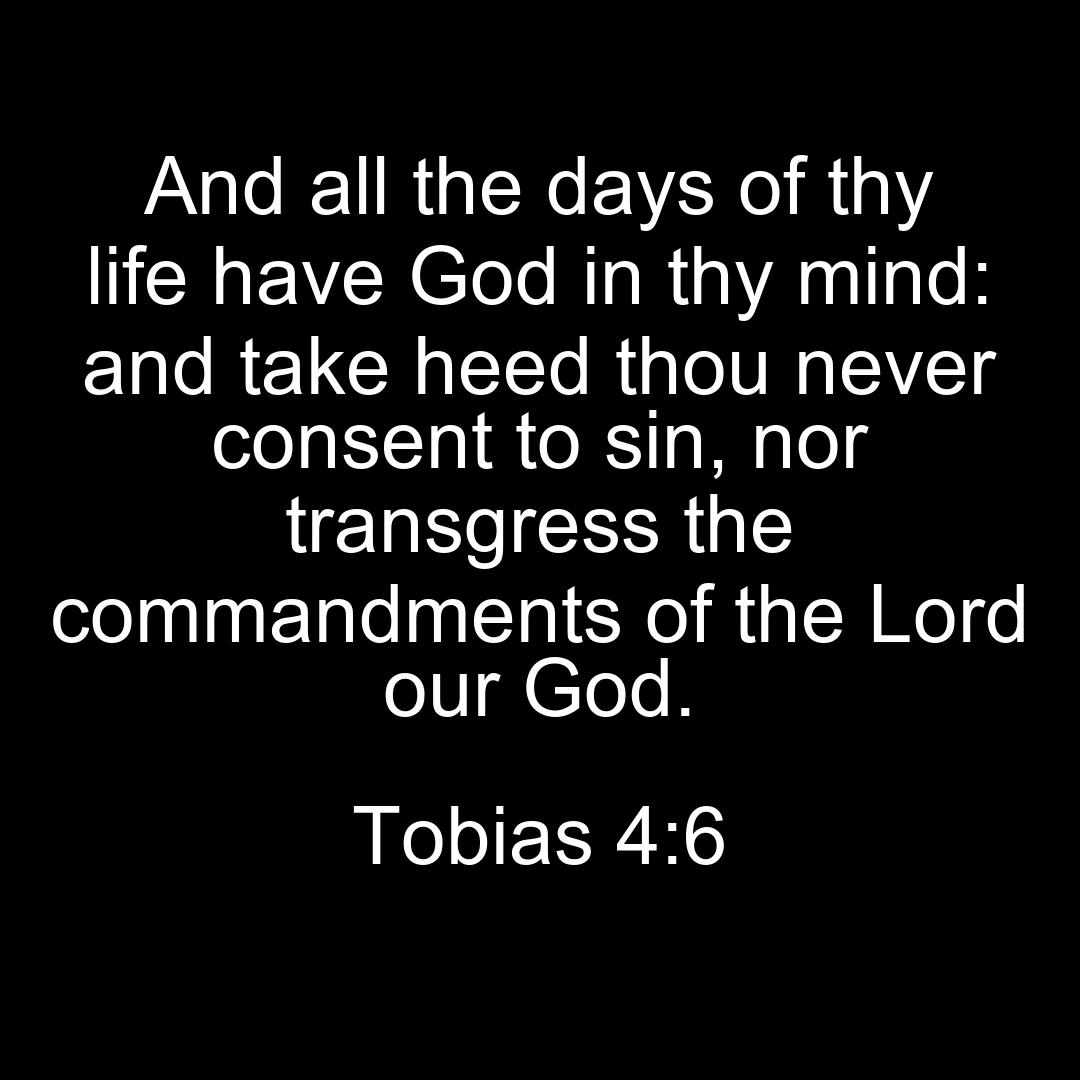 And all the days of thy
life have God in thy mind:
and take heed thou never
consent to sin, nor
transgress the
commandments of the Lord
our God.
Tobias 4:6